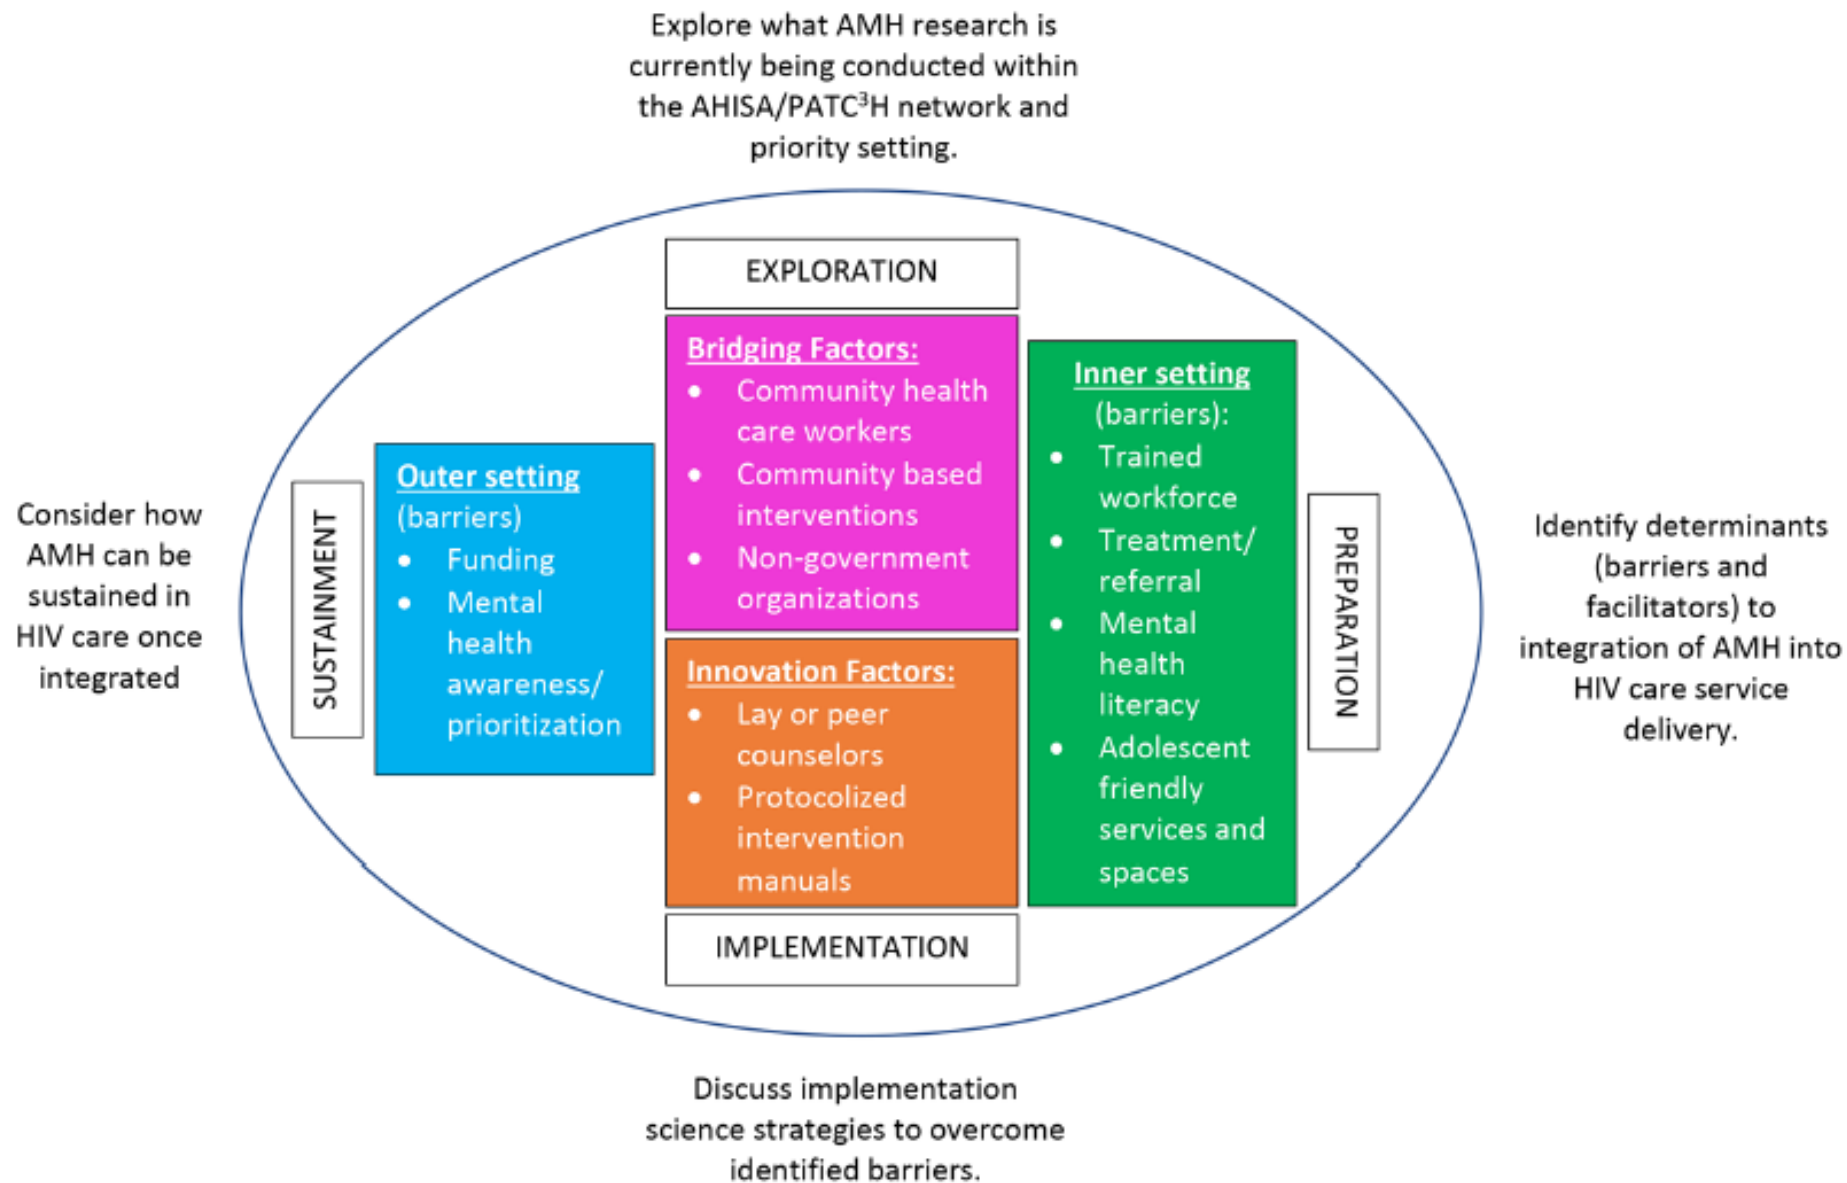 Explore what AMH research is
currently being conducted within
the AHISA/PATC³H network and
priority setting.
EXPLORATION
Bridging Factors:
• Community health
care workers
• Community based
interventions
• Non-government
organizations
Inner setting
(barriers):
• Trained
workforce
• Treatment/
referral
• Mental
health
literacy
• Adolescent
friendly
services and
spaces
Outer setting
(barriers)
• Funding
• Mental
health
awareness/
prioritization
Innovation Factors:
• Lay or peer
counselors
• Protocolized
intervention
manuals
SUSTAINMENT
PREPARATION
IMPLEMENTATION
Consider how
AMH can be
sustained in
HIV care once
integrated
Identify determinants
(barriers and
facilitators) to
integration of AMH into
HIV care service
delivery.
Discuss implementation
science strategies to overcome
identified barriers.